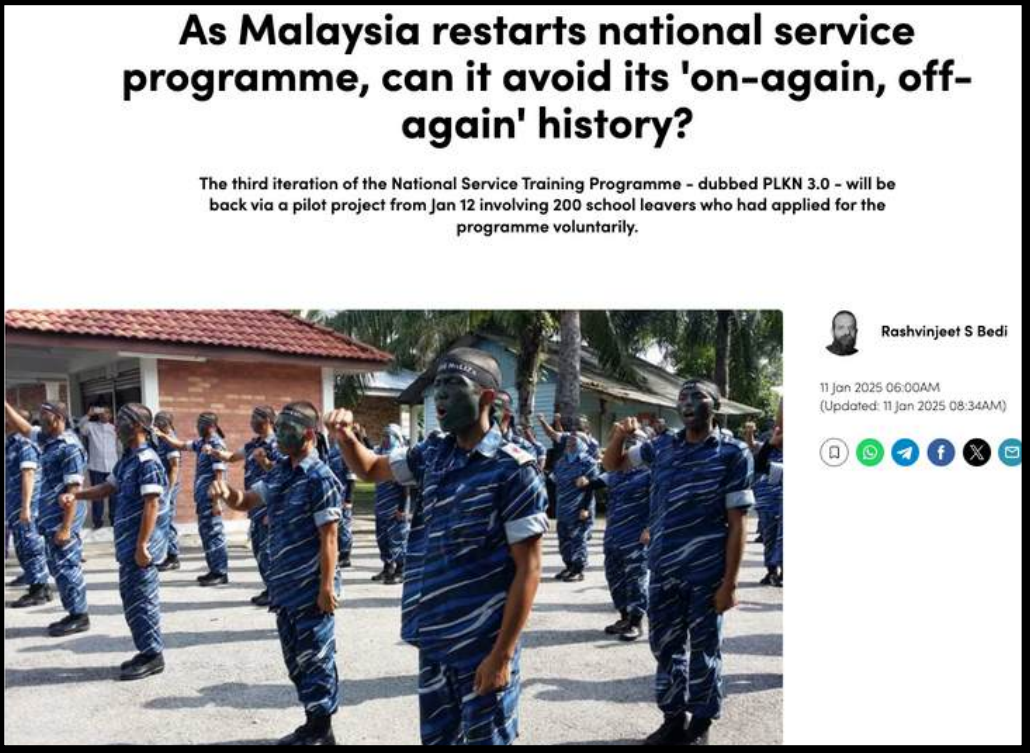 As Malaysia restarts national service
programme, can it avoid its 'on-again, off-
again' history?
The third iteration of the National Service Training Programme - dubbed PLKN 3.0 - will be
back via a pilot project from Jan 12 involving 200 school leavers who had applied for the
programme voluntarily.
Rashvinjeet S Bedi
11 Jan 2025 06:00AM
(Updated: 11 Jan 2025 08:34AM)